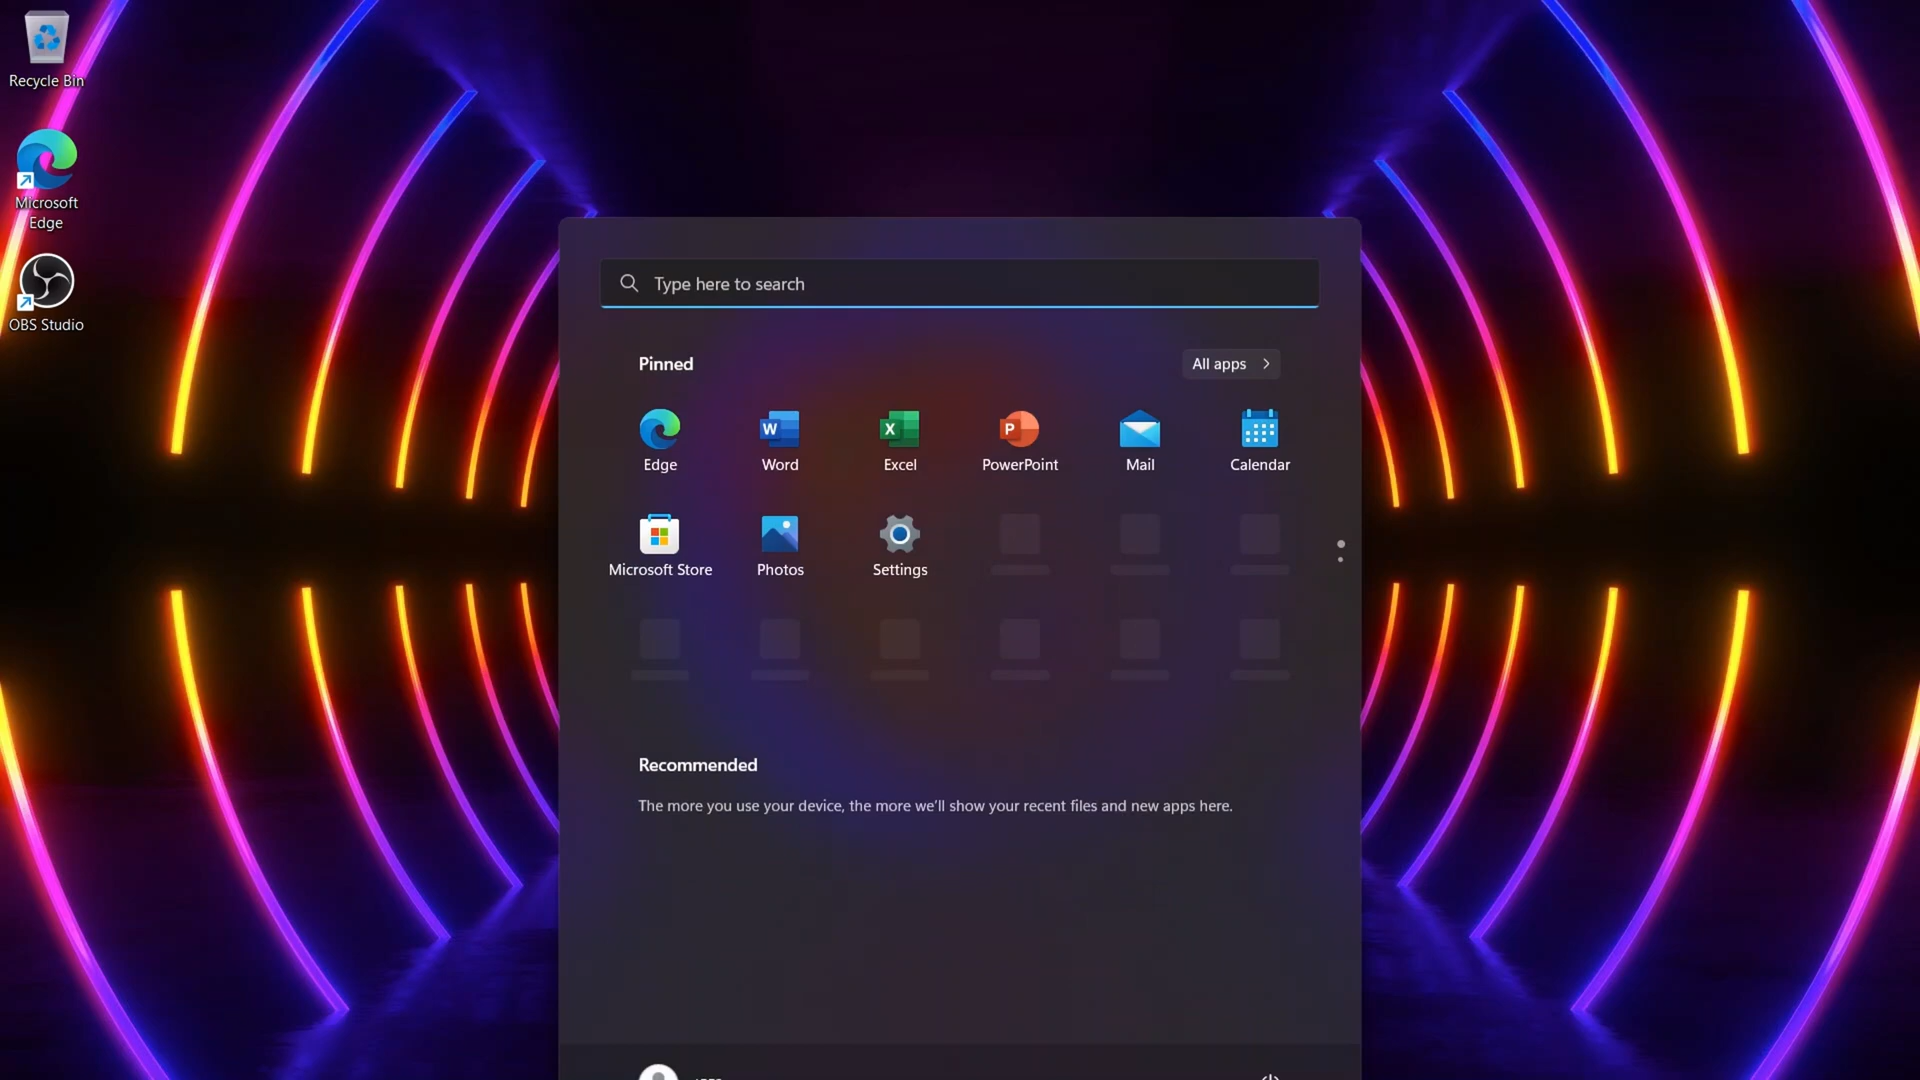 Recycle Bin
Microsoft
Edge
OBS Studio
Type here to search
Pinned
All apps
Edge
Word
Excel
PowerPoint
Mail
Calendar
Microsoft Store
Photos
Settings
Recommended
The more you use your device, the more we’ll show your recent files and new apps here.